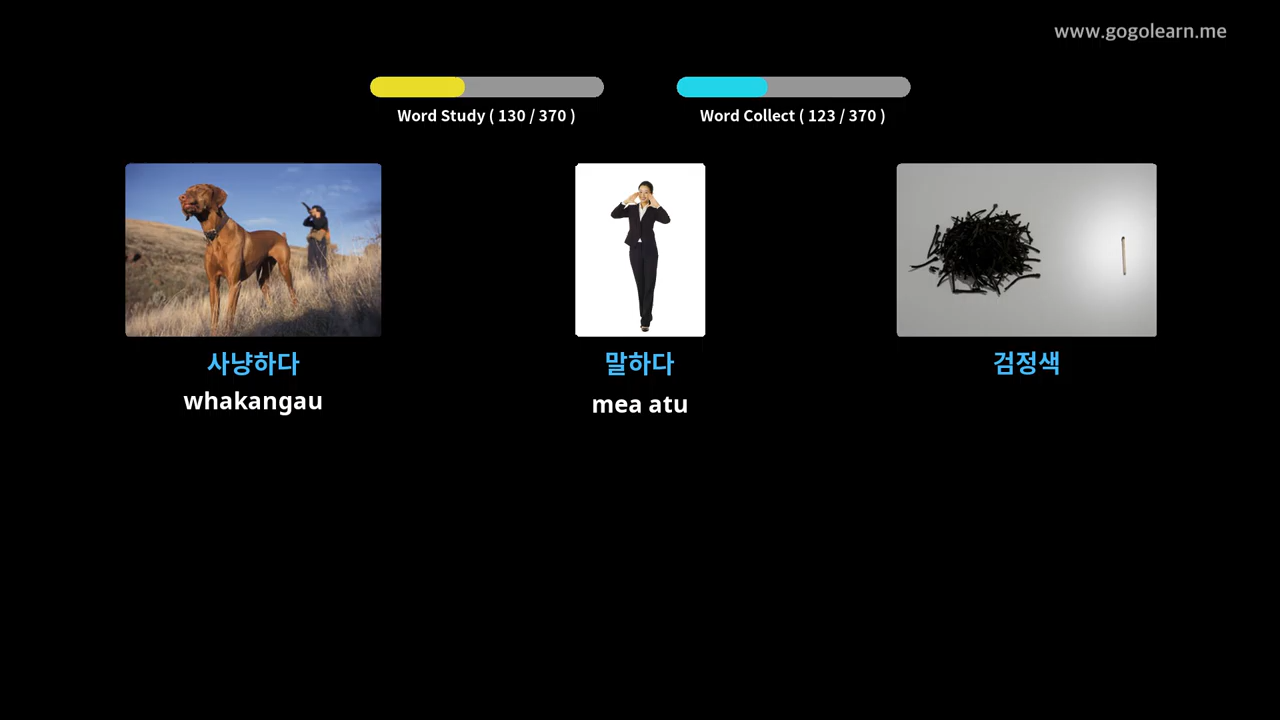 www.gogolearn.me
Word Study ( 130 / 370 )
Word Collect ( 123 / 370 )
사냥하다
말하다
검정색
whakangau
mea atu